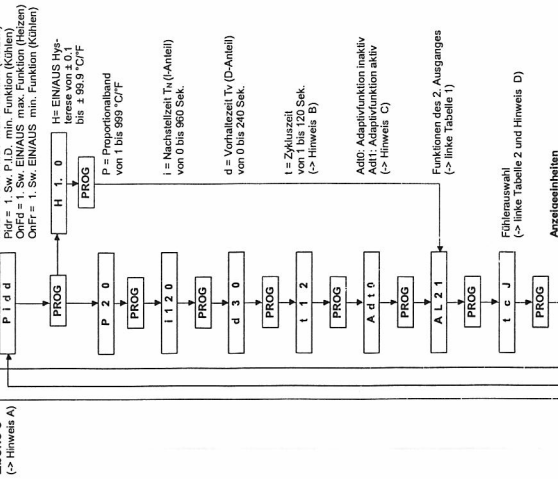 (-> Hinweis A)
P i d d
Pidr = 1. Sw. P.I.D. min. Funktion (Kühlen)
OnFd = 1. Sw. EIN/AUS max. Funktion (Heizen)
OnFr = 1. Sw. EIN/AUS min. Funktion (Kühlen)
PROG
H 1. 0
H= EIN/AUS Hys-
terese von ± 0.1
bis ± 99.9 °C/°F
PROG
P 2 0
P = Proportionalband
von 1 bis 999 °C/°F
PROG
i 1 2 0
i = Nachstellzeit TN (I-Anteil)
von 0 bis 960 Sek.
PROG
d 3 0
d = Vorhaltezeit Tv (D-Anteil)
von 0 bis 240 Sek.
PROG
t 1 2
t = Zykluszeit
von 1 bis 120 Sek.
(-> Hinweis B)
PROG
A d t 0
Adt0: Adaptivfunktion inaktiv
Adt1: Adaptivfunktion aktiv
(-> Hinweis C)
PROG
A L 2 1
Funktionen des 2. Ausganges
(-> linke Tabelle 1)
PROG
t c J
Fühlerauswahl
(-> linke Tabelle 2 und Hinweis D)
PROG
Anzeigeeinheiten